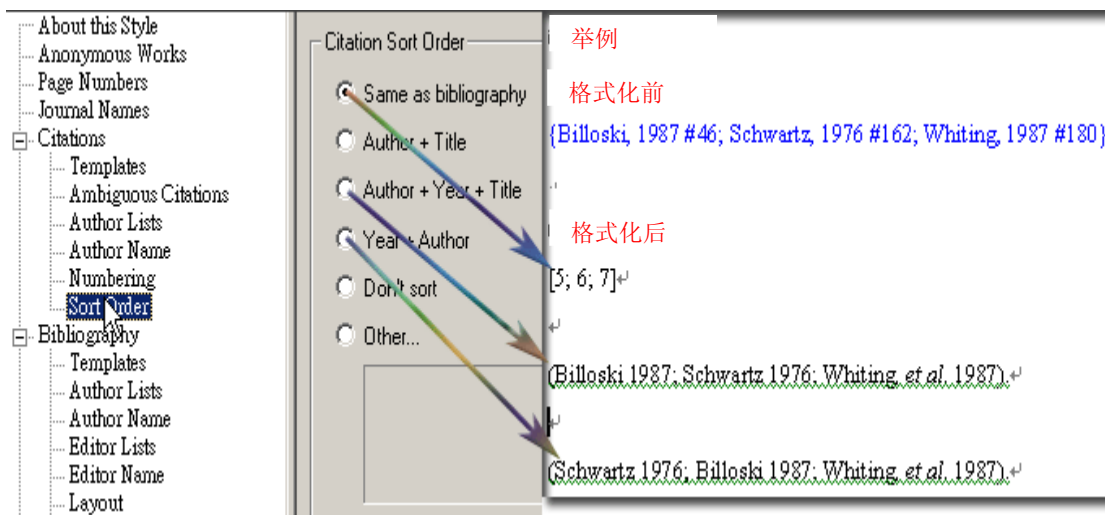 About this Style
Anonymous Works
Page Numbers
Journal Names
Citations
Templates
Ambiguous Citations
Author Lists
Author Name
Numbering
Sort Order
Bibliography
Templates
Author Lists
Author Name
Editor Lists
Editor Name
Layout
Citation Sort Order
Same as bibliography
Author + Title
Author + Year + Title
Year + Author
Don't sort
Other...
举例
格式化前
{Billoski, 1987 #46; Schwartz, 1976 #162; Whiting, 1987 #180}
格式化后
[5; 6; 7]↵
↵
(Billoski 1987; Schwartz 1976; Whiting, et al. 1987).↵
↵
(Schwartz 1976; Billoski 1987; Whiting, et al. 1987).↵